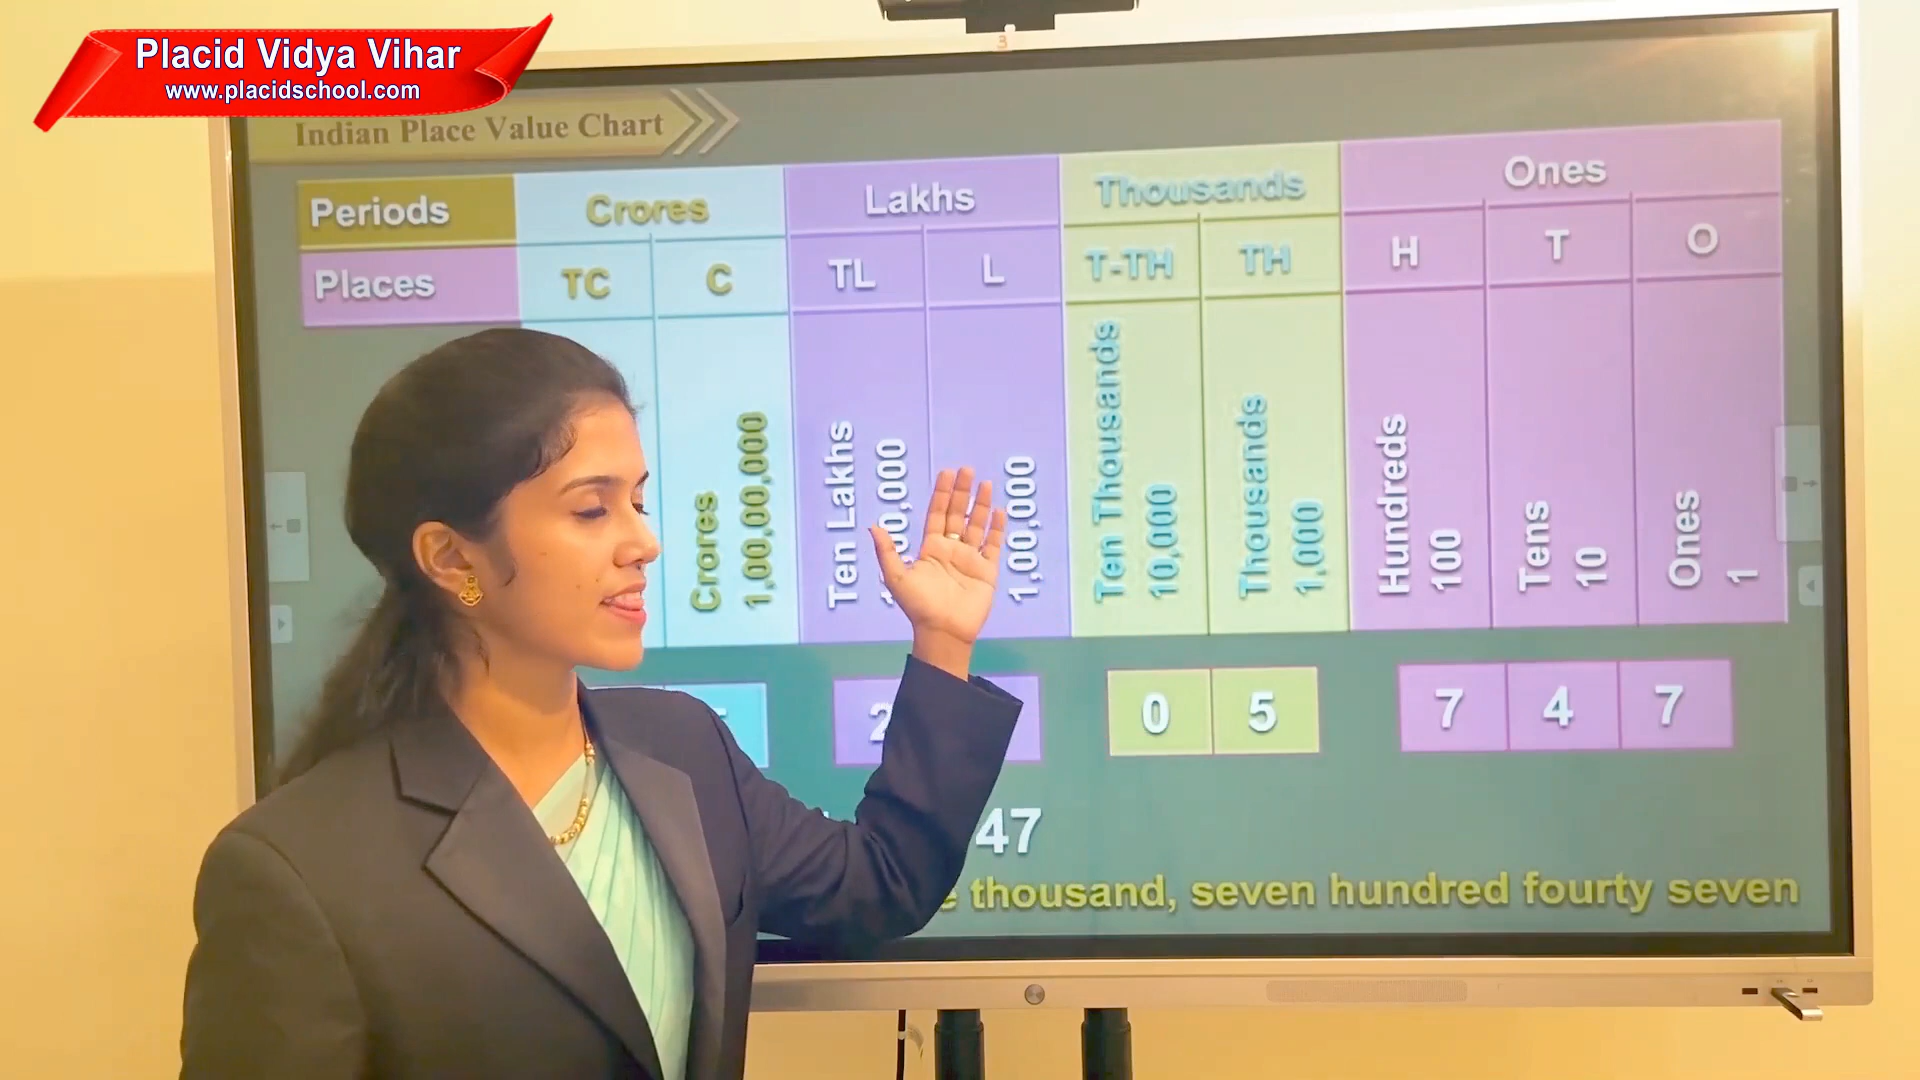 Placid Vidya Vihar
www.placidschool.com
3
Indian Place Value Chart
Periods Crores Lakhs Thousands Ones
Places TC C TL L T-TH TH H T O
Crores
1,00,00,000
Ten Lakhs
1,00,000
Ten Thousands
10,000
Thousands
1,000
Hundreds
100
Tens
10
Ones
1
2 0 5 7 4 7
47
thousand, seven hundred fourty seven